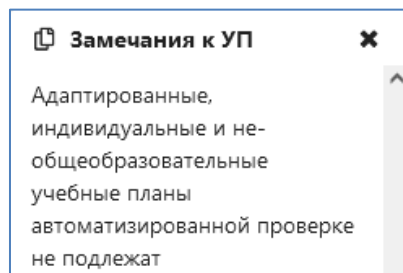 Замечания к УП
Адаптированные,
индивидуальные и не-
общеобразовательные
учебные планы
автоматизированной проверке
не подлежат